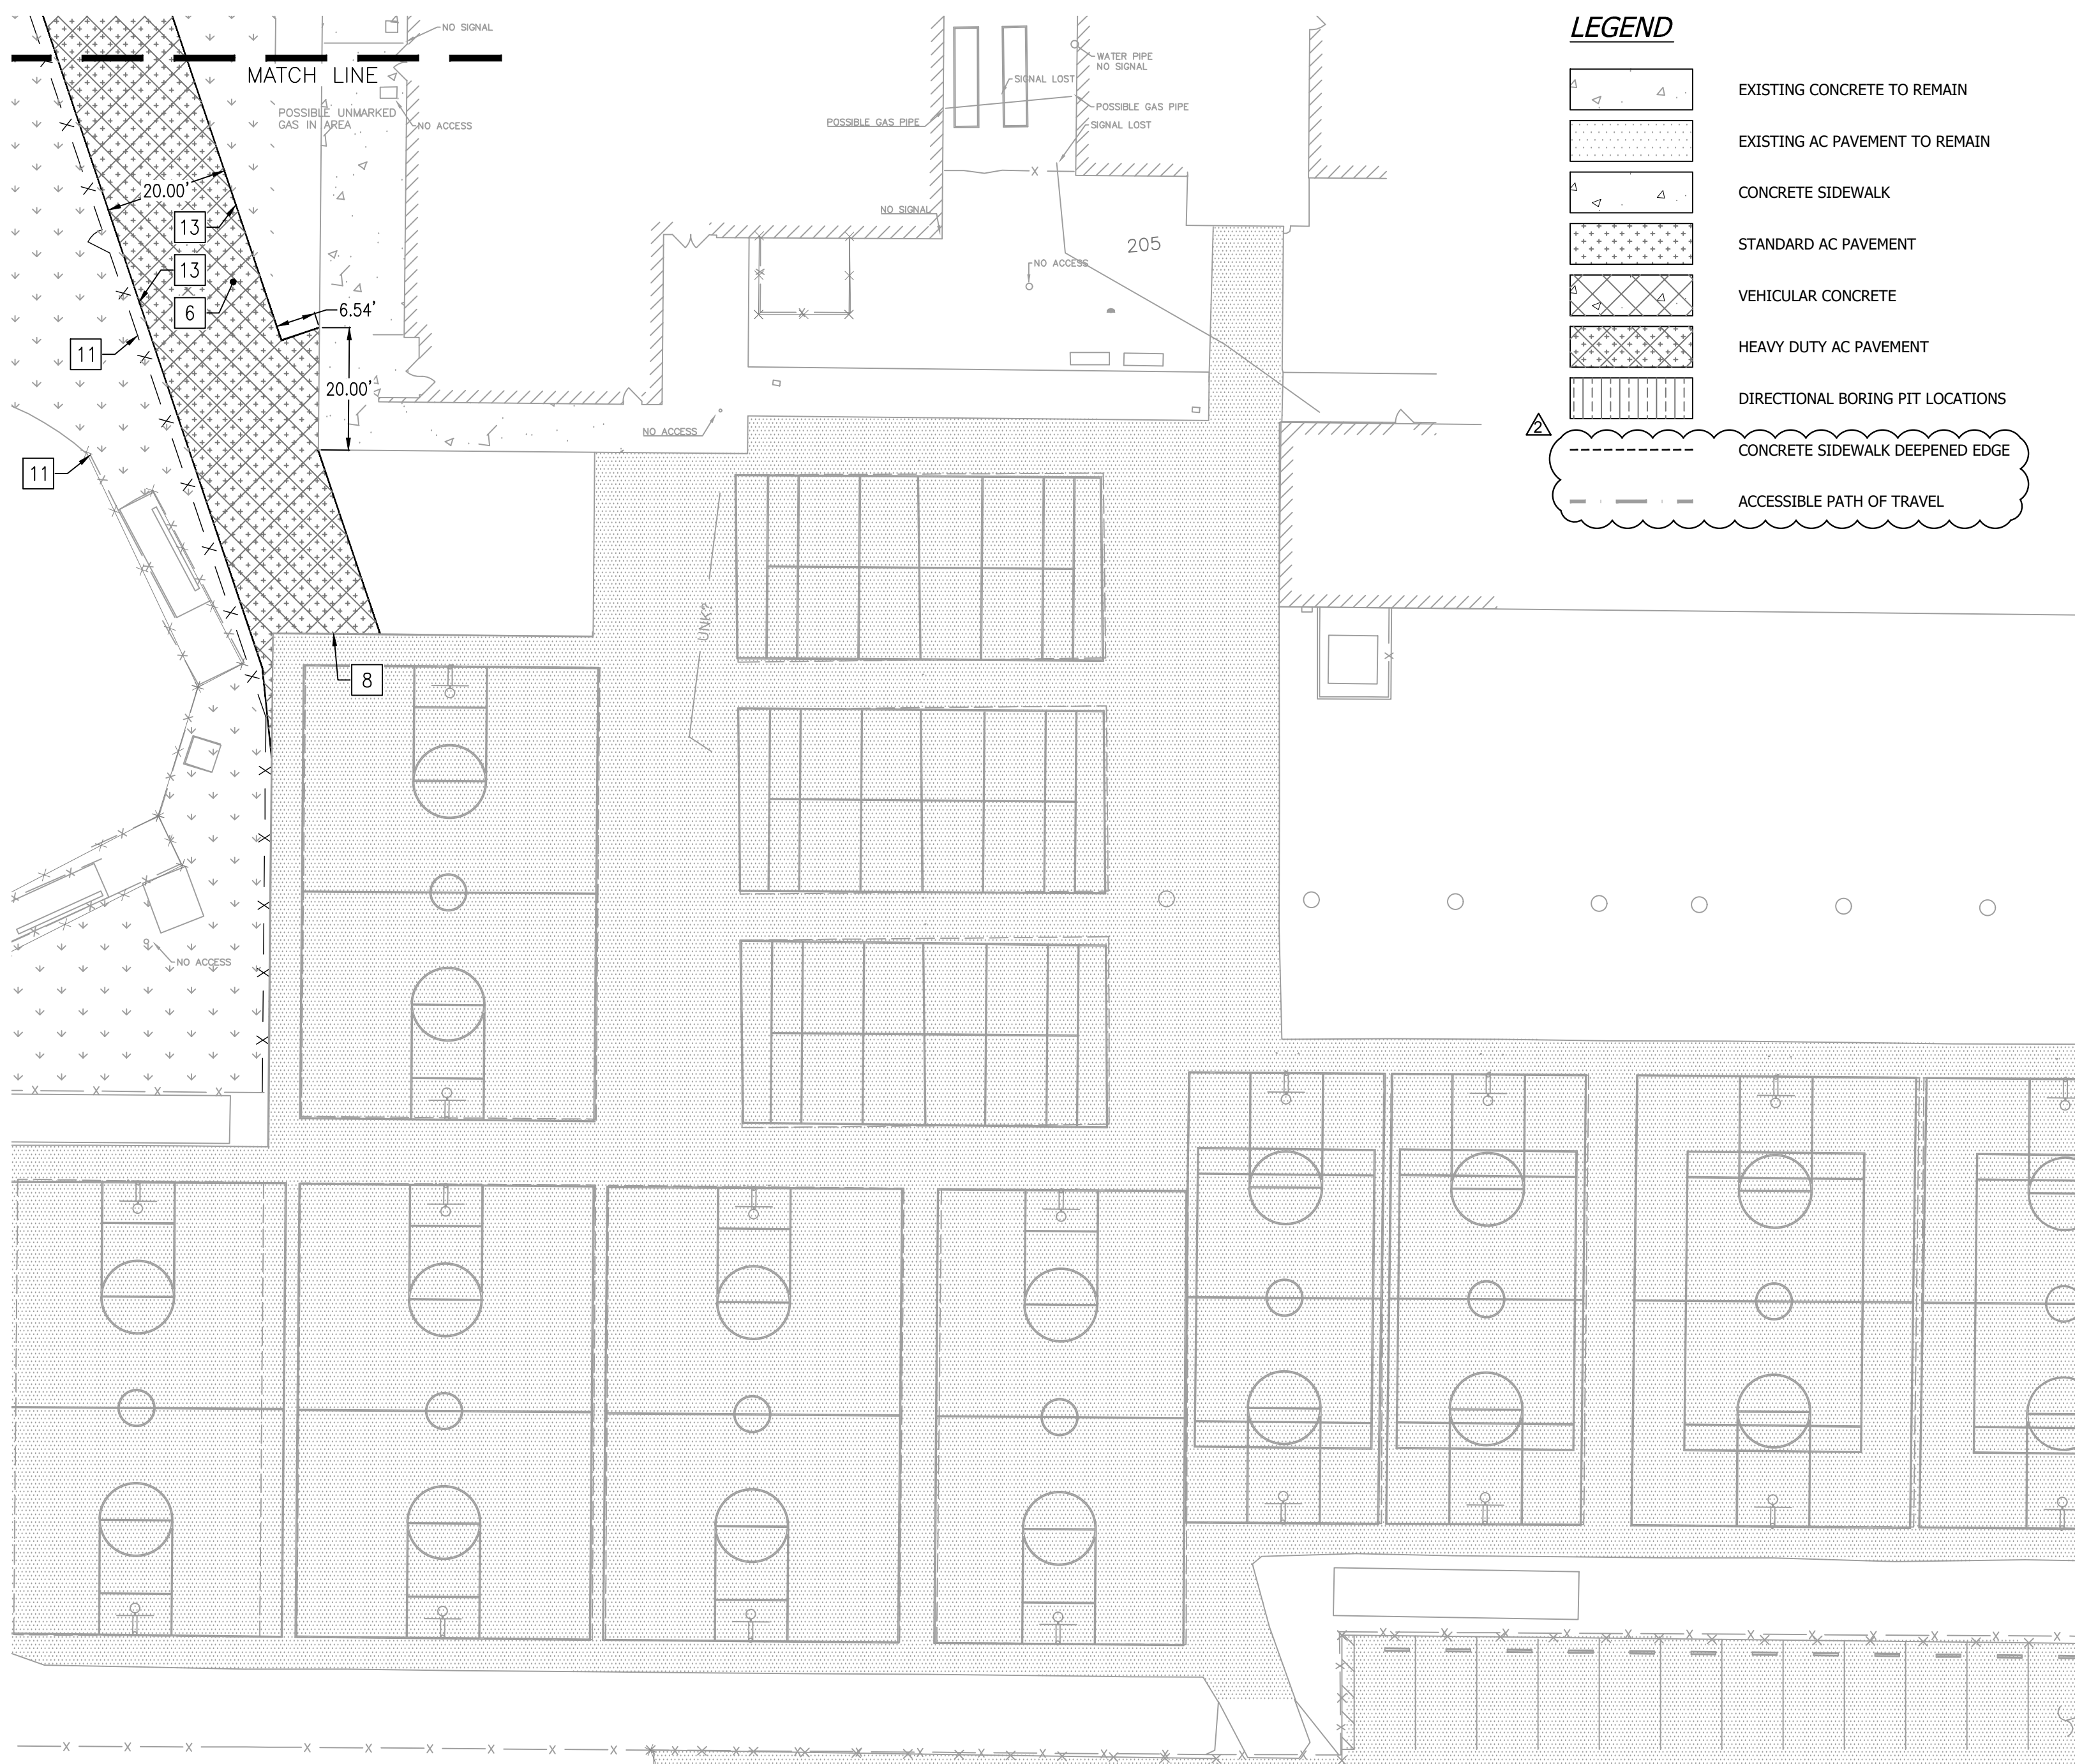 NO SIGNAL
MATCH LINE
POSSIBLE UNMARKED
GAS IN AREA
NO ACCESS
20.00'
13
13
6
6.54'
11
20.00'
11
8
NO ACCESS
WATER PIPE
NO SIGNAL
SIGNAL LOST
POSSIBLE GAS PIPE
POSSIBLE GAS PIPE
SIGNAL LOST
NO SIGNAL
205
NO ACCESS
NO ACCESS
UNK?
LEGEND
EXISTING CONCRETE TO REMAIN
EXISTING AC PAVEMENT TO REMAIN
CONCRETE SIDEWALK
STANDARD AC PAVEMENT
VEHICULAR CONCRETE
HEAVY DUTY AC PAVEMENT
DIRECTIONAL BORING PIT LOCATIONS
2
CONCRETE SIDEWALK DEEPENED EDGE
ACCESSIBLE PATH OF TRAVEL